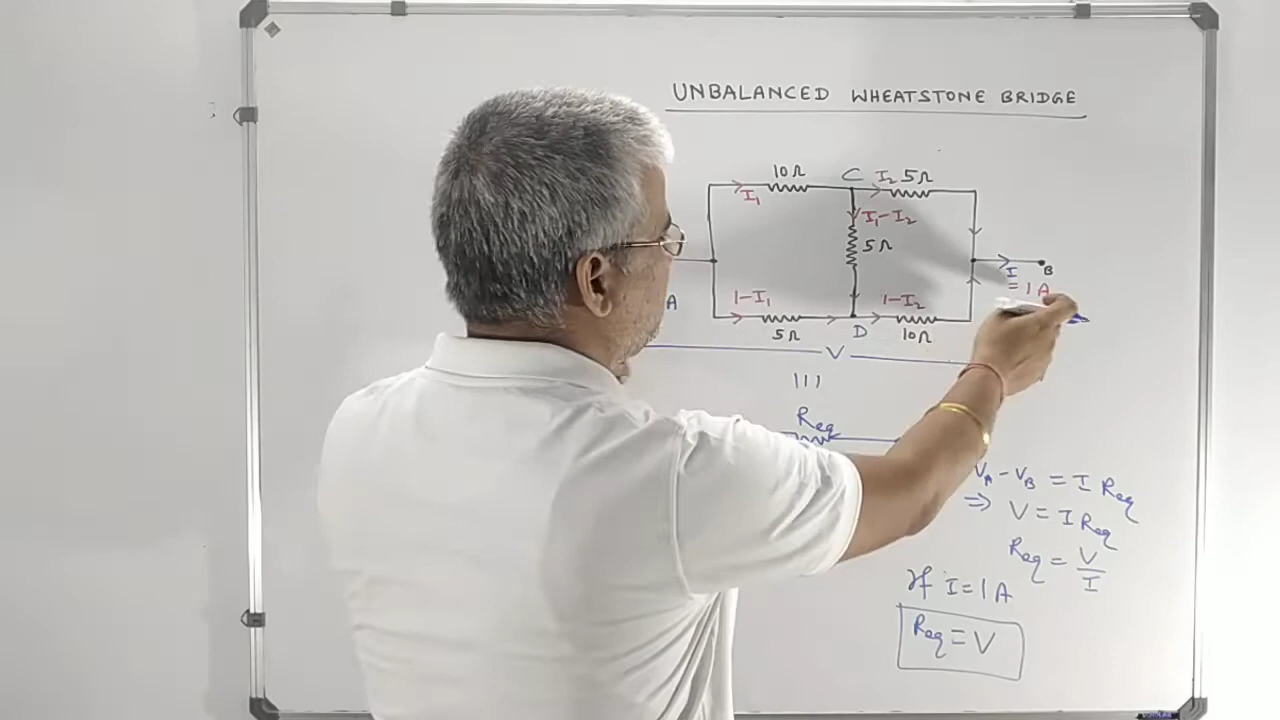 UNBALANCED WHEATSTONE BRIDGE
10Ω C I₂ 5Ω
I₁ I₁-I₂
5Ω
B
I
= 1 A
A 1-I₁ 1-I₂
5Ω D 10Ω
V
|||
Req
V_A - V_B = I Req
⇒ V = I Req
Req = V/I
If I = 1 A
Req = V